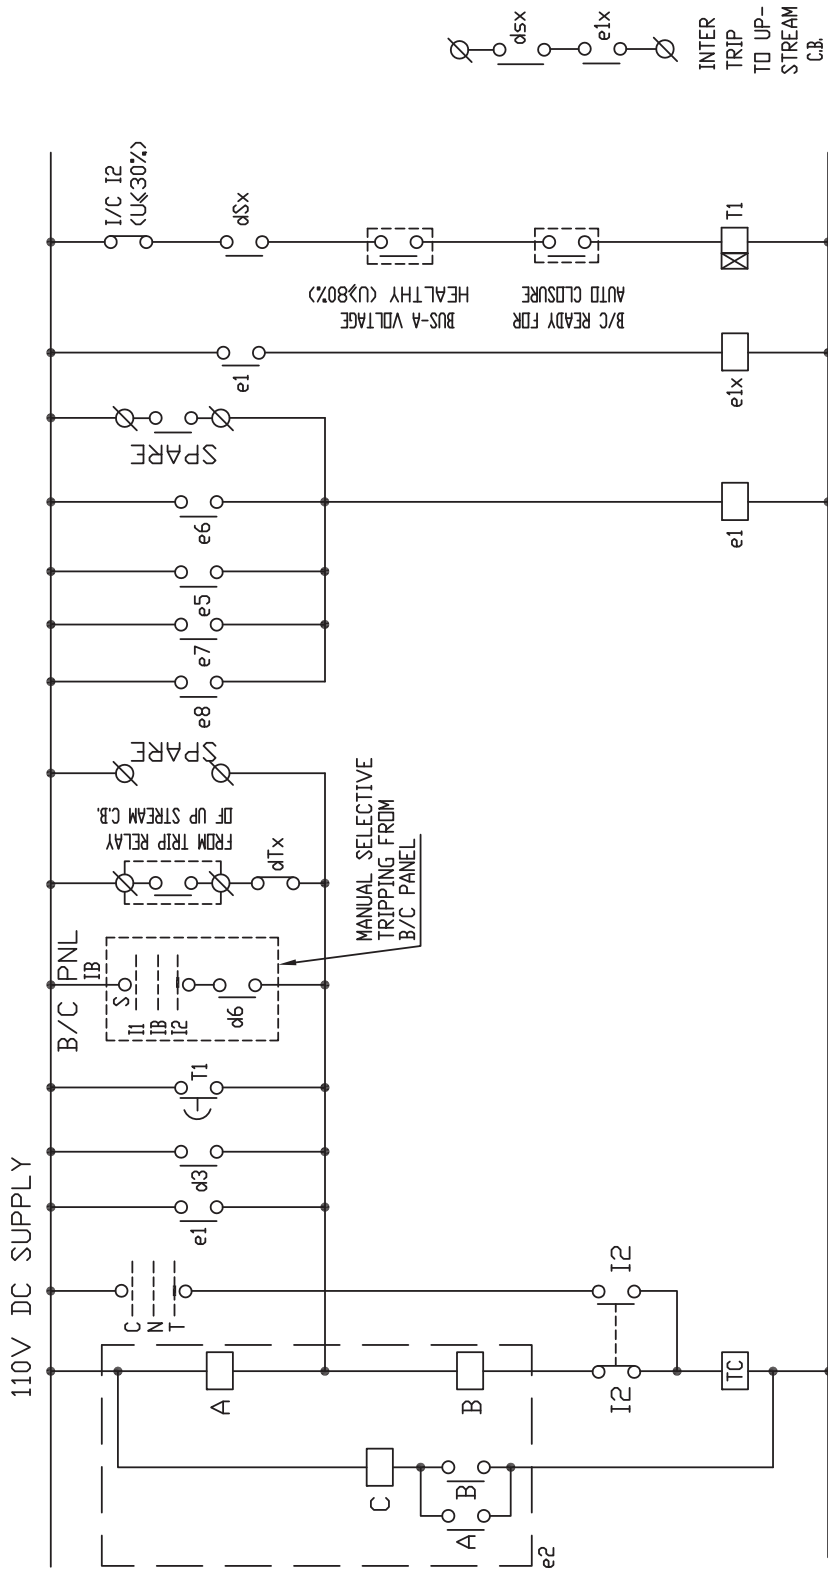 110V DC SUPPLY
INTER
TRIP
TO UP-
STREAM
C.B.
dsx
e1x
I/C I2
(U≤30%)
dSx
BUS-A VOLTAGE
HEALTHY (U≥80%)
B/C READY FOR
AUTO CLOSURE
T1
e1
e1x
SPARE
e6
e1
e5
e7
e8
SPARE
FROM TRIP RELAY
OF UP STREAM C.B.
dTx
MANUAL SELECTIVE
TRIPPING FROM
B/C PANEL
B/C PNL
IB
S
I1
IB
I2
d6
T1
d3
e1
C
N
T
I2
I2
A
B
TC
C
B
A
e2